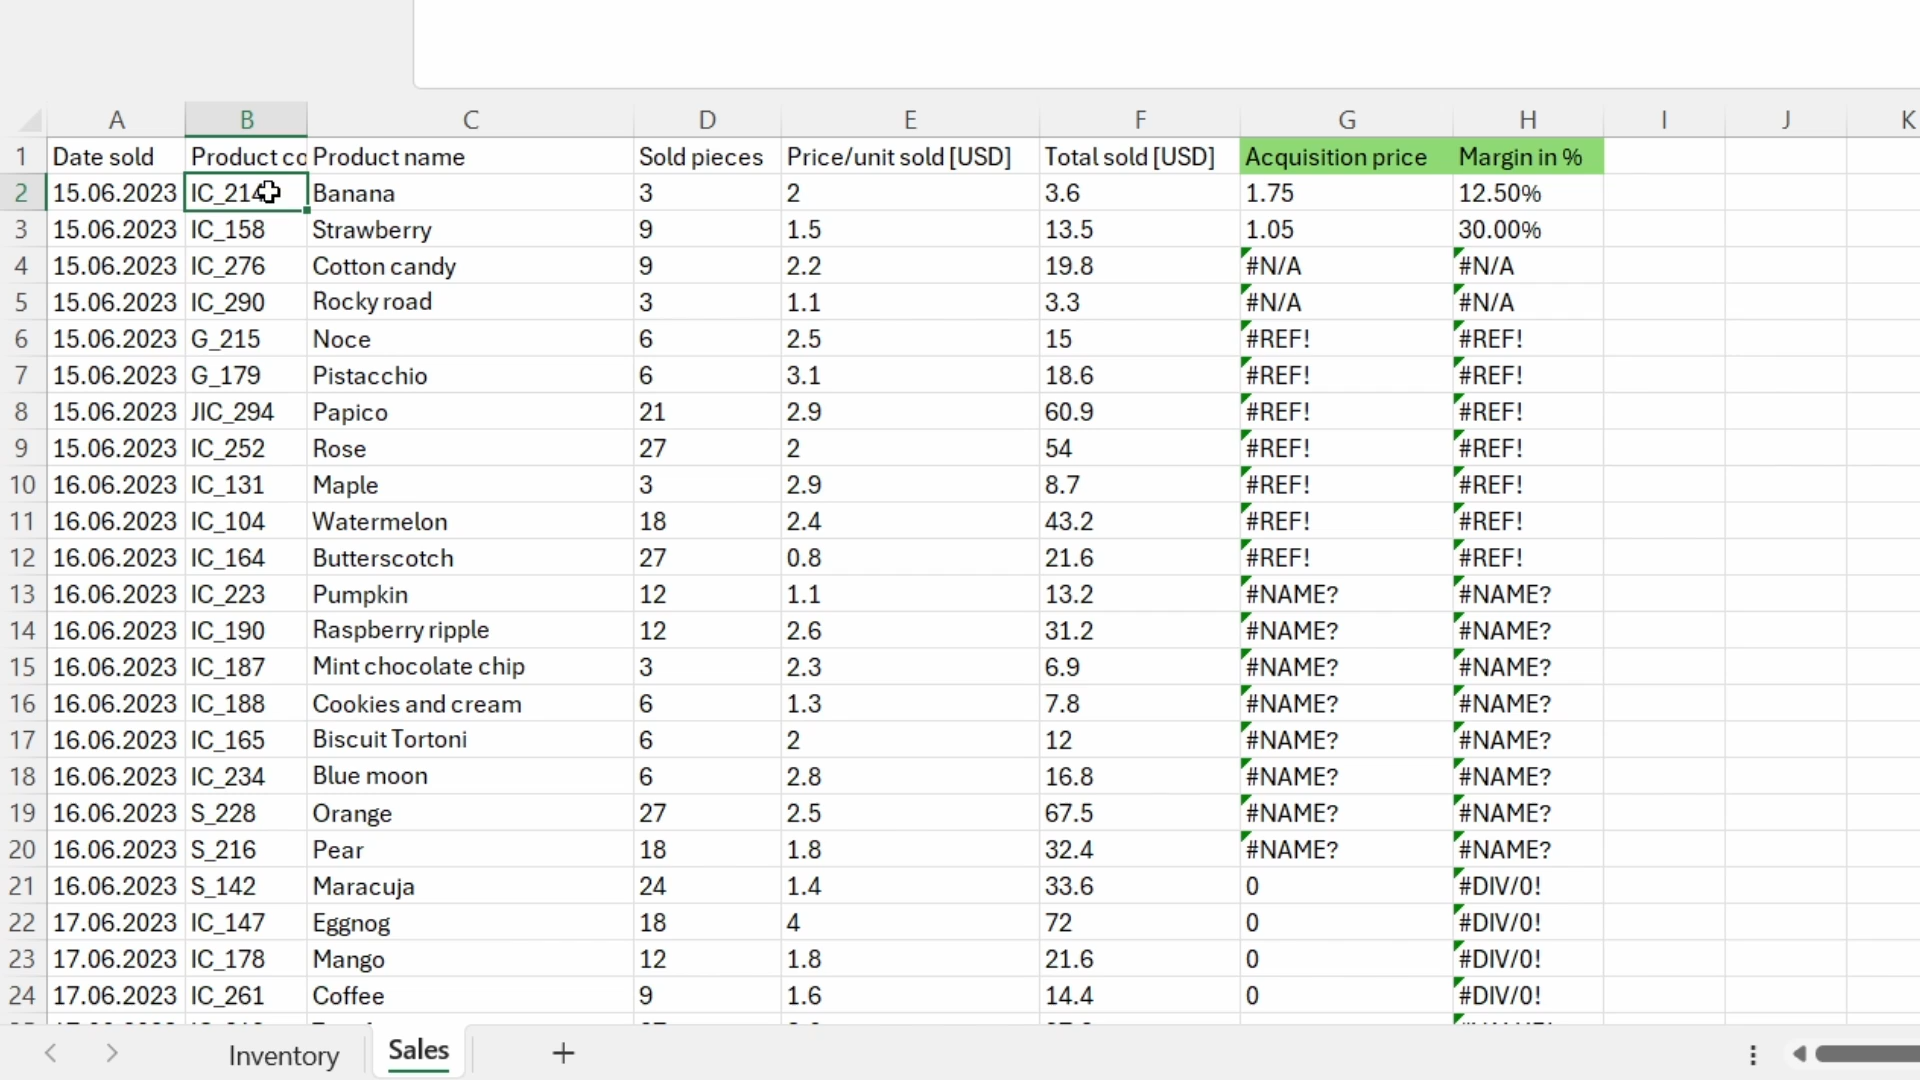 A B C D E F G H I J K
1 Date sold Product co Product name Sold pieces Price/unit sold [USD] Total sold [USD] Acquisition price Margin in %
2 15.06.2023 IC_214 Banana 3 2 3.6 1.75 12.50%
3 15.06.2023 IC_158 Strawberry 9 1.5 13.5 1.05 30.00%
4 15.06.2023 IC_276 Cotton candy 9 2.2 19.8 #N/A #N/A
5 15.06.2023 IC_290 Rocky road 3 1.1 3.3 #N/A #N/A
6 15.06.2023 G_215 Noce 6 2.5 15 #REF! #REF!
7 15.06.2023 G_179 Pistacchio 6 3.1 18.6 #REF! #REF!
8 15.06.2023 JIC_294 Papico 21 2.9 60.9 #REF! #REF!
9 15.06.2023 IC_252 Rose 27 2 54 #REF! #REF!
10 16.06.2023 IC_131 Maple 3 2.9 8.7 #REF! #REF!
11 16.06.2023 IC_104 Watermelon 18 2.4 43.2 #REF! #REF!
12 16.06.2023 IC_164 Butterscotch 27 0.8 21.6 #REF! #REF!
13 16.06.2023 IC_223 Pumpkin 12 1.1 13.2 #NAME? #NAME?
14 16.06.2023 IC_190 Raspberry ripple 12 2.6 31.2 #NAME? #NAME?
15 16.06.2023 IC_187 Mint chocolate chip 3 2.3 6.9 #NAME? #NAME?
16 16.06.2023 IC_188 Cookies and cream 6 1.3 7.8 #NAME? #NAME?
17 16.06.2023 IC_165 Biscuit Tortoni 6 2 12 #NAME? #NAME?
18 16.06.2023 IC_234 Blue moon 6 2.8 16.8 #NAME? #NAME?
19 16.06.2023 S_228 Orange 27 2.5 67.5 #NAME? #NAME?
20 16.06.2023 S_216 Pear 18 1.8 32.4 #NAME? #NAME?
21 16.06.2023 S_142 Maracuja 24 1.4 33.6 0 #DIV/0!
22 17.06.2023 IC_147 Eggnog 18 4 72 0 #DIV/0!
23 17.06.2023 IC_178 Mango 12 1.8 21.6 0 #DIV/0!
24 17.06.2023 IC_261 Coffee 9 1.6 14.4 0 #DIV/0!
Inventory Sales